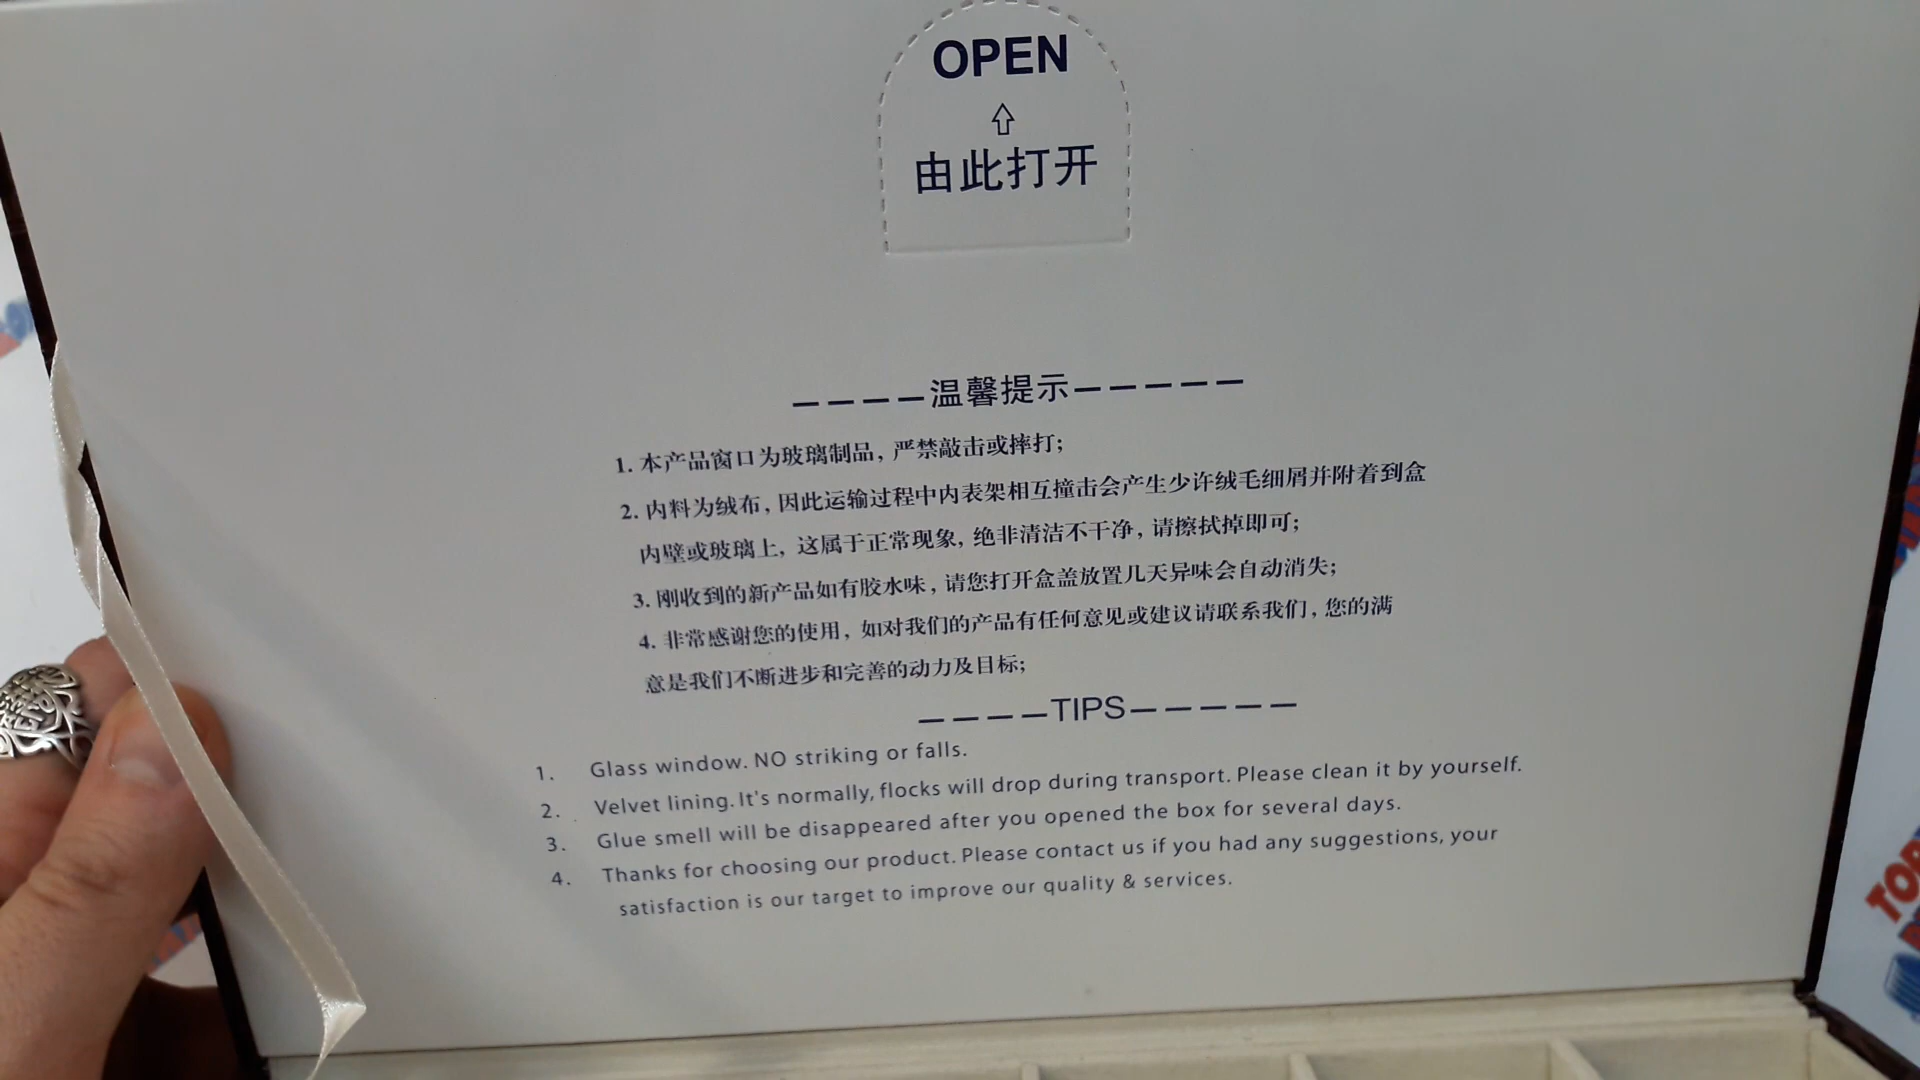 OPEN
由此打开
————温馨提示—————
1. 本产品窗口为玻璃制品，严禁敲击或摔打；
2. 内料为绒布，因此运输过程中内表架相互撞击会产生少许绒毛细屑并附着到盒
内壁或玻璃上，这属于正常现象，绝非清洁不干净，请擦拭掉即可；
3. 刚收到的新产品如有胶水味，请您打开盒盖放置几天异味会自动消失；
4. 非常感谢您的使用，如对我们的产品有任何意见或建议请联系我们，您的满
意是我们不断进步和完善的动力及目标；
————TIPS—————
1. Glass window. NO striking or falls.
2. Velvet lining. It's normally, flocks will drop during transport. Please clean it by yourself.
3. Glue smell will be disappeared after you opened the box for several days.
4. Thanks for choosing our product. Please contact us if you had any suggestions, your
satisfaction is our target to improve our quality & services.